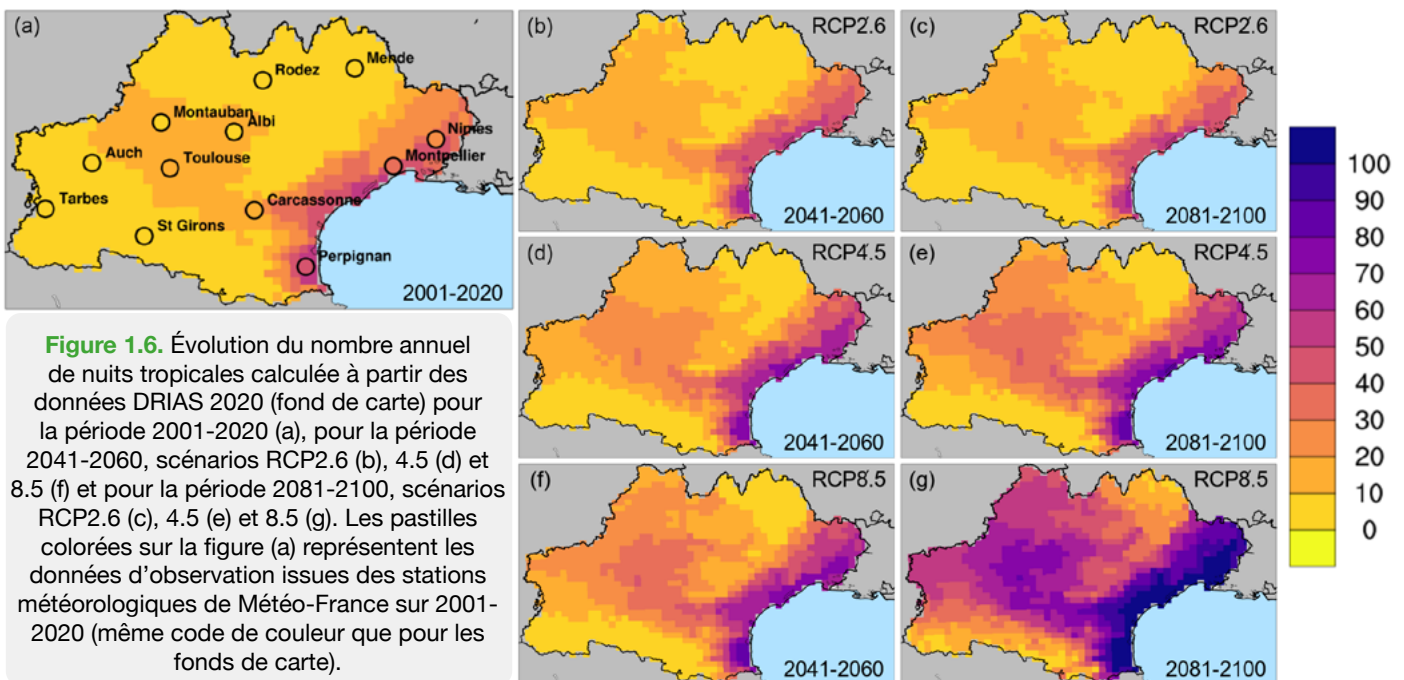 (a)
Rodez
Mende
Montauban
Albi
Nimes
Auch
Toulouse
Montpellier
Tarbes
Carcassonne
St Girons
Perpignan
2001-2020
(b)
RCP2.6
2041-2060
(c)
RCP2.6
2081-2100
(d)
RCP4.5
2041-2060
(e)
RCP4.5
2081-2100
(f)
RCP8.5
2041-2060
(g)
RCP8.5
2081-2100
100
90
80
70
60
50
40
30
20
10
0
Figure 1.6. Évolution du nombre annuel
de nuits tropicales calculée à partir des
données DRIAS 2020 (fond de carte) pour
la période 2001-2020 (a), pour la période
2041-2060, scénarios RCP2.6 (b), 4.5 (d) et
8.5 (f) et pour la période 2081-2100, scénarios
RCP2.6 (c), 4.5 (e) et 8.5 (g). Les pastilles
colorées sur la figure (a) représentent les
données d'observation issues des stations
météorologiques de Météo-France sur 2001-
2020 (même code de couleur que pour les
fonds de carte).